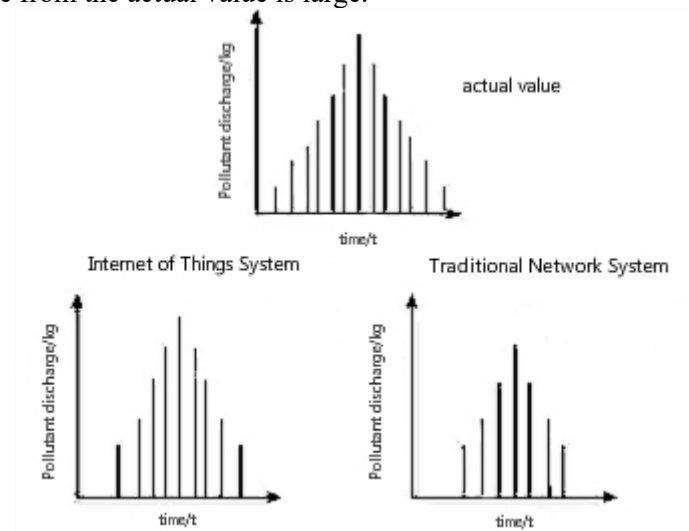 e from the actual value is large.
Pollutant discharge/kg
actual value
time/t
Internet of Things System
Traditional Network System
Pollutant discharge/kg
Pollutant discharge/kg
time/t
time/t